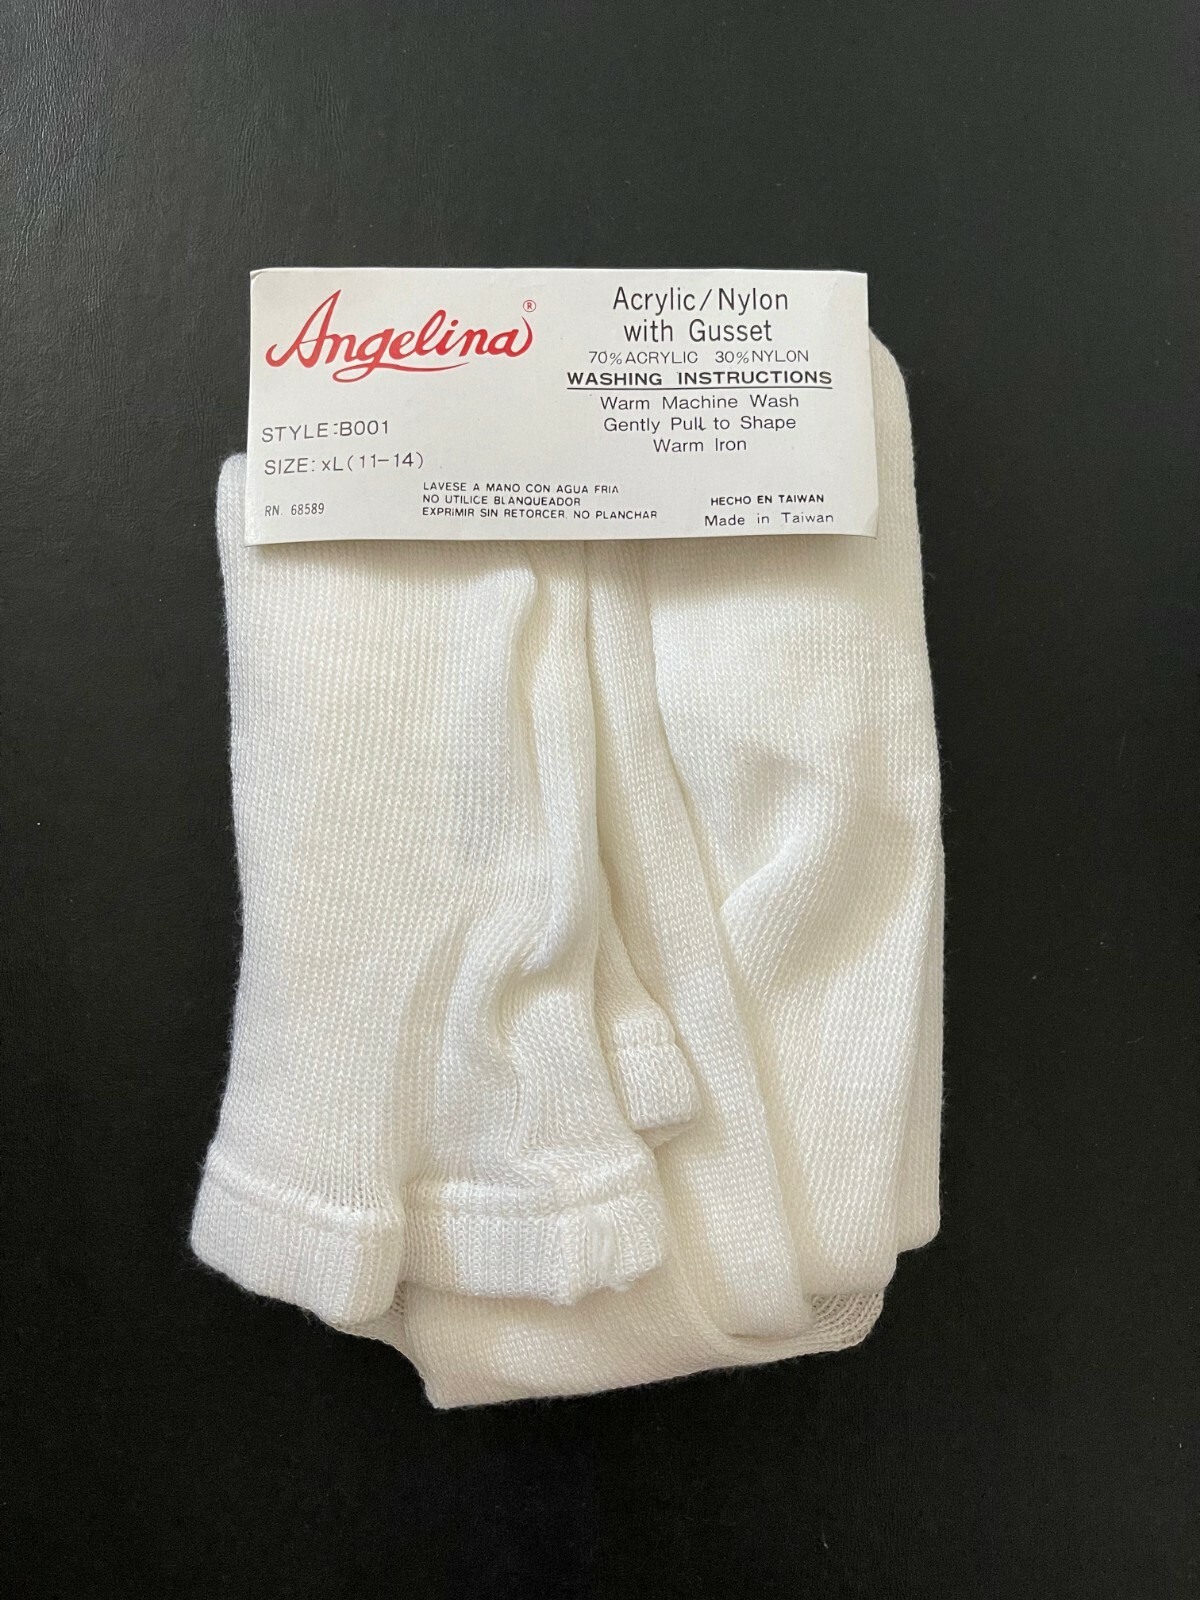 Angelina®
STYLE:B001
SIZE: xL(11-14)
RN. 68589
Acrylic/Nylon
with Gusset
70%ACRYLIC 30%NYLON
WASHING INSTRUCTIONS
Warm Machine Wash
Gently Pull to Shape
Warm Iron
LAVESE A MANO CON AGUA FRIA
NO UTILICE BLANQUEADOR
EXPRIMIR SIN RETORCER. NO PLANCHAR
HECHO EN TAIWAN
Made in Taiwan